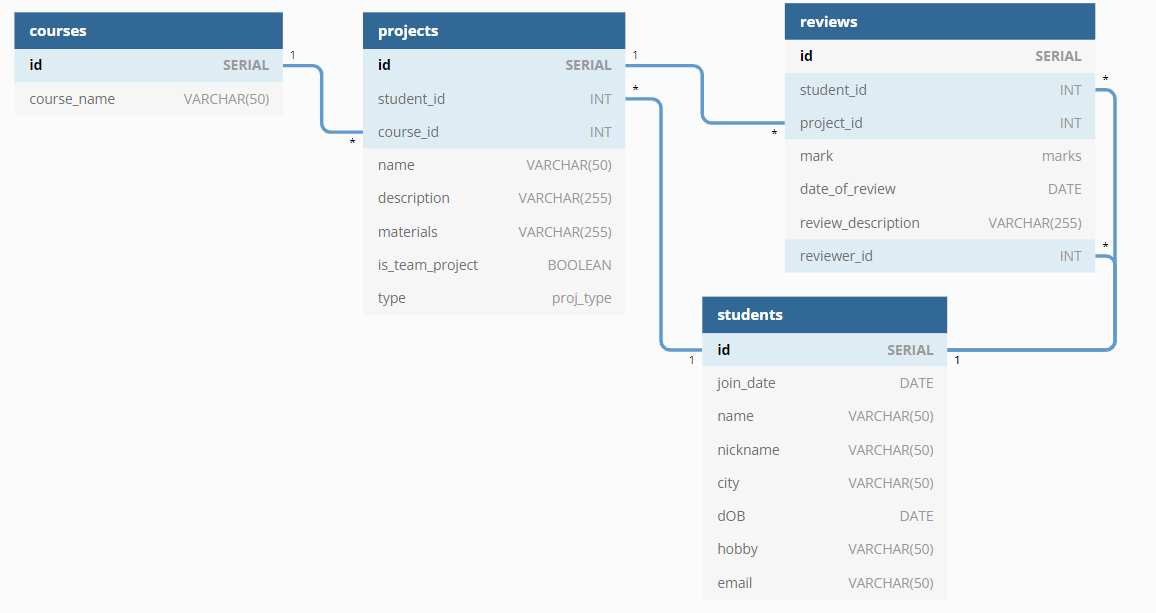 courses
id SERIAL
course_name VARCHAR(50)
1
*
projects
id SERIAL
student_id INT
course_id INT
name VARCHAR(50)
description VARCHAR(255)
materials VARCHAR(255)
is_team_project BOOLEAN
type proj_type
1
*
*
1
reviews
id SERIAL
student_id INT
project_id INT
mark marks
date_of_review DATE
review_description VARCHAR(255)
reviewer_id INT
*
*
students
id SERIAL
join_date DATE
name VARCHAR(50)
nickname VARCHAR(50)
city VARCHAR(50)
dOB DATE
hobby VARCHAR(50)
email VARCHAR(50)
1